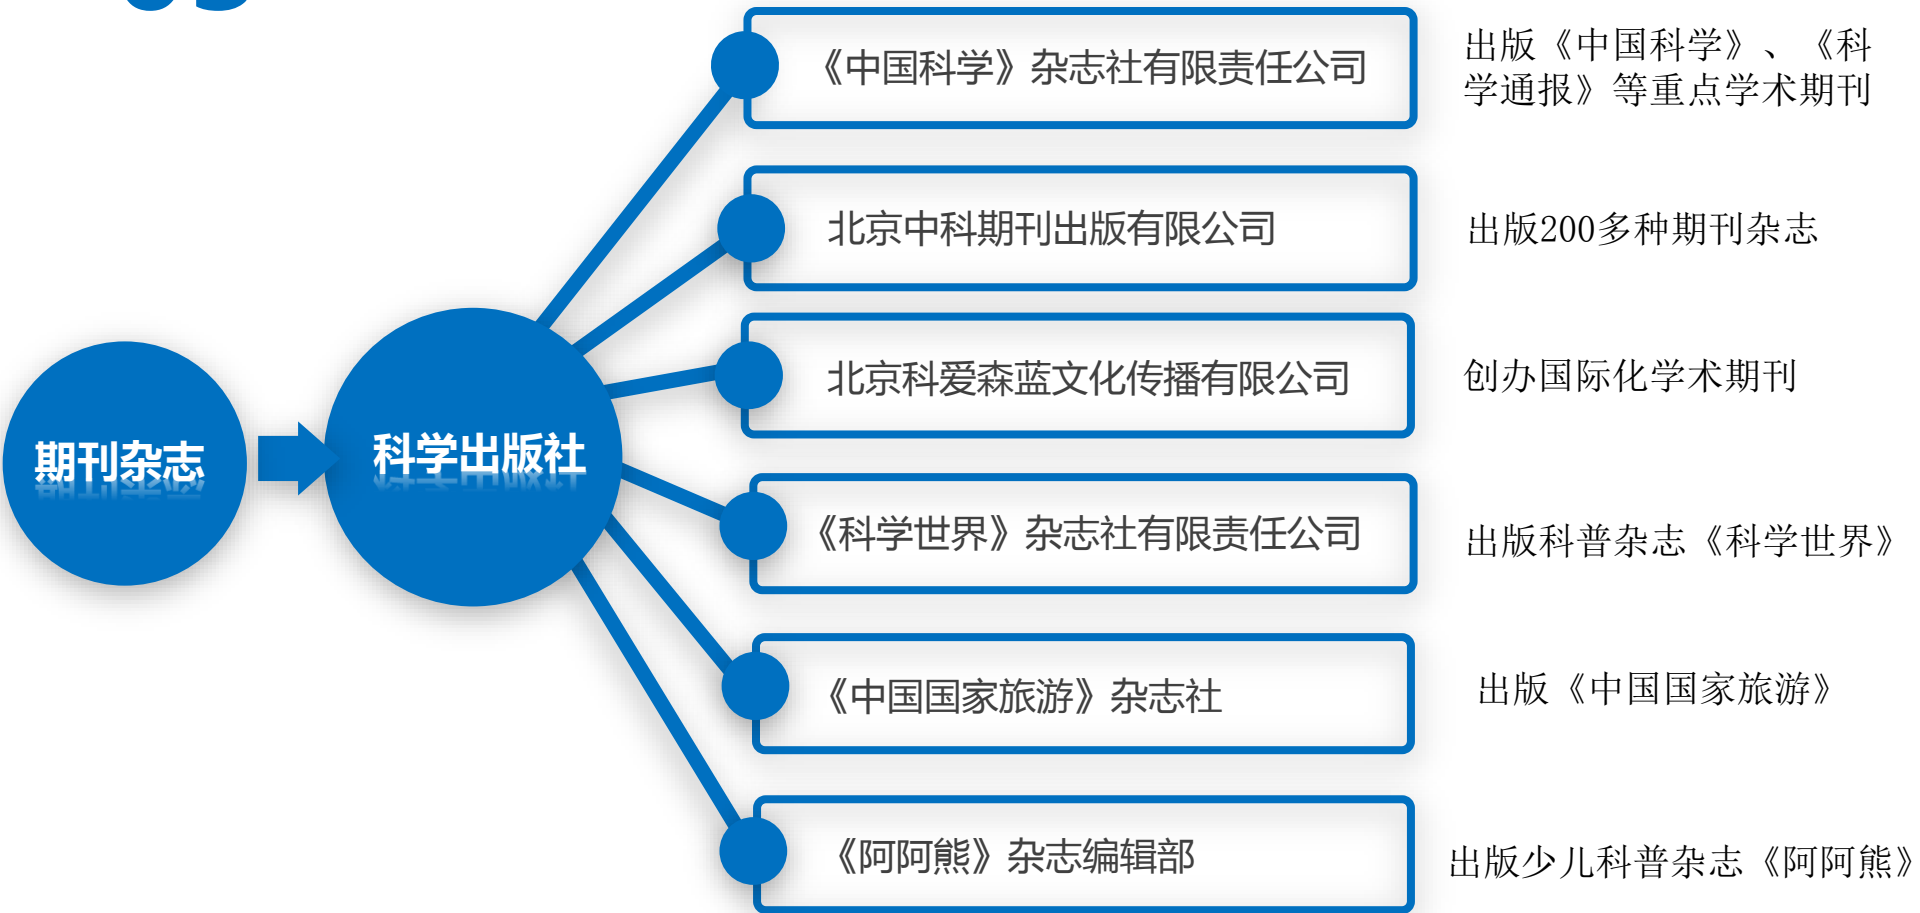 《中国科学》杂志社有限责任公司
出版《中国科学》、《科
学通报》等重点学术期刊
北京中科期刊出版有限公司
出版200多种期刊杂志
北京科爱森蓝文化传播有限公司
创办国际化学术期刊
期刊杂志
科学出版社
《科学世界》杂志社有限责任公司
出版科普杂志《科学世界》
《中国国家旅游》杂志社
出版《中国国家旅游》
《阿阿熊》杂志编辑部
出版少儿科普杂志《阿阿熊》